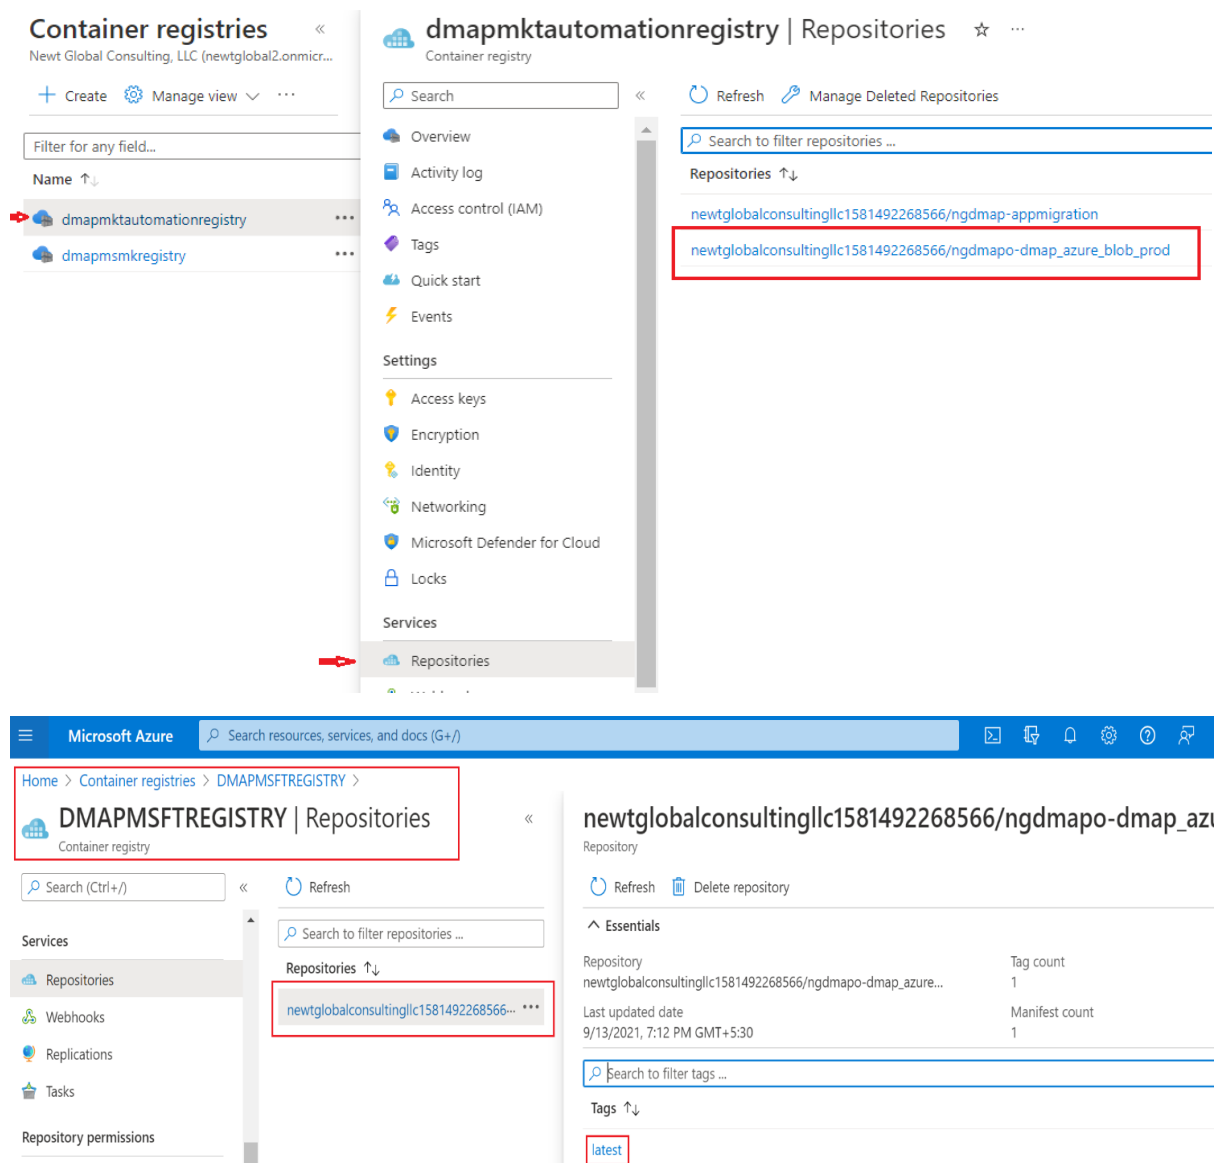 Container registries «
Newt Global Consulting, LLC (newtglobal2.onmicr...
+ Create Manage view ...
Filter for any field...
Name ↑↓
dmapmktautomationregistry ...
dmapmsmkregistry ...
dmapmktautomationregistry | Repositories ☆ ...
Container registry
Search «
Overview
Activity log
Access control (IAM)
Tags
Quick start
Events
Settings
Access keys
Encryption
Identity
Networking
Microsoft Defender for Cloud
Locks
Services
Repositories
Refresh Manage Deleted Repositories
Search to filter repositories ...
Repositories ↑↓
newtglobalconsultingllc1581492268566/ngdmap-appmigration
newtglobalconsultingllc1581492268566/ngdmapo-dmap_azure_blob_prod
Microsoft Azure Search resources, services, and docs (G+/)
Home > Container registries > DMAPMSFTREGISTRY >
DMAPMSFTREGISTRY | Repositories «
Container registry
Search (Ctrl+/) «
Services
Repositories
Webhooks
Replications
Tasks
Repository permissions
Refresh
Search to filter repositories ...
Repositories ↑↓
newtglobalconsultingllc1581492268566-... ...
newtglobalconsultingllc1581492268566/ngdmapo-dmap_azu
Repository
Refresh Delete repository
Essentials
Repository Tag count
newtglobalconsultingllc1581492268566/ngdmapo-dmap_azure... 1
Last updated date Manifest count
9/13/2021, 7:12 PM GMT+5:30 1
Search to filter tags ...
Tags ↑↓
latest